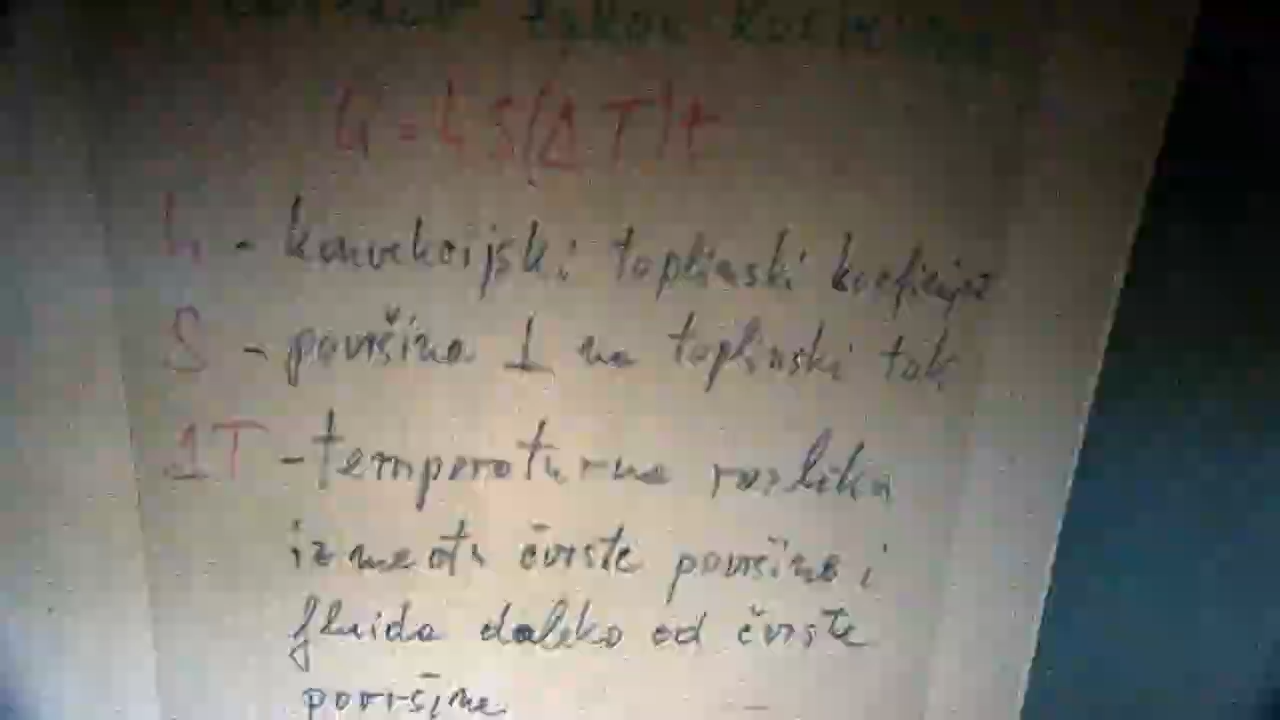 tokom
= h S(ΔT)t
h - konvekcijski toplinski koeficijent
S - površina ⊥ na toplinski tok
ΔT - temperaturna razlika
između čvrste površine i
fluida daleko od čvrste
površine